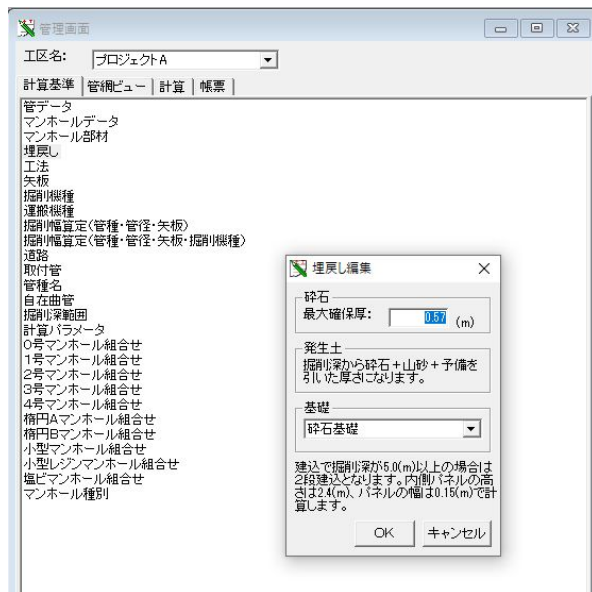 管理画面
工区名: プロジェクトA
計算基準 管網ビュー 計算 帳票
管データ
マンホールデータ
マンホール部材
埋戻し
工法
矢板
掘削機種
運搬機種
掘削幅算定(管種・管径・矢板)
掘削幅算定(管種・管径・矢板・掘削機種)
道路
取付管
管種名
自在曲管
掘削深範囲
計算パラメータ
0号マンホール組合せ
1号マンホール組合せ
2号マンホール組合せ
3号マンホール組合せ
4号マンホール組合せ
楕円Aマンホール組合せ
楕円Bマンホール組合せ
小型マンホール組合せ
小型レジンマンホール組合せ
塩ビマンホール組合せ
マンホール種別
埋戻し編集
砕石
最大確保厚: 0.57 (m)
発生土
掘削深から砕石+山砂+予備を
引いた厚さになります。
基礎
砕石基礎
建込で掘削深が5.0(m)以上の場合は
2段建込となります。内側パネルの高
さは2.4(m)、パネルの幅は0.15(m)で計
算します。
OK キャンセル